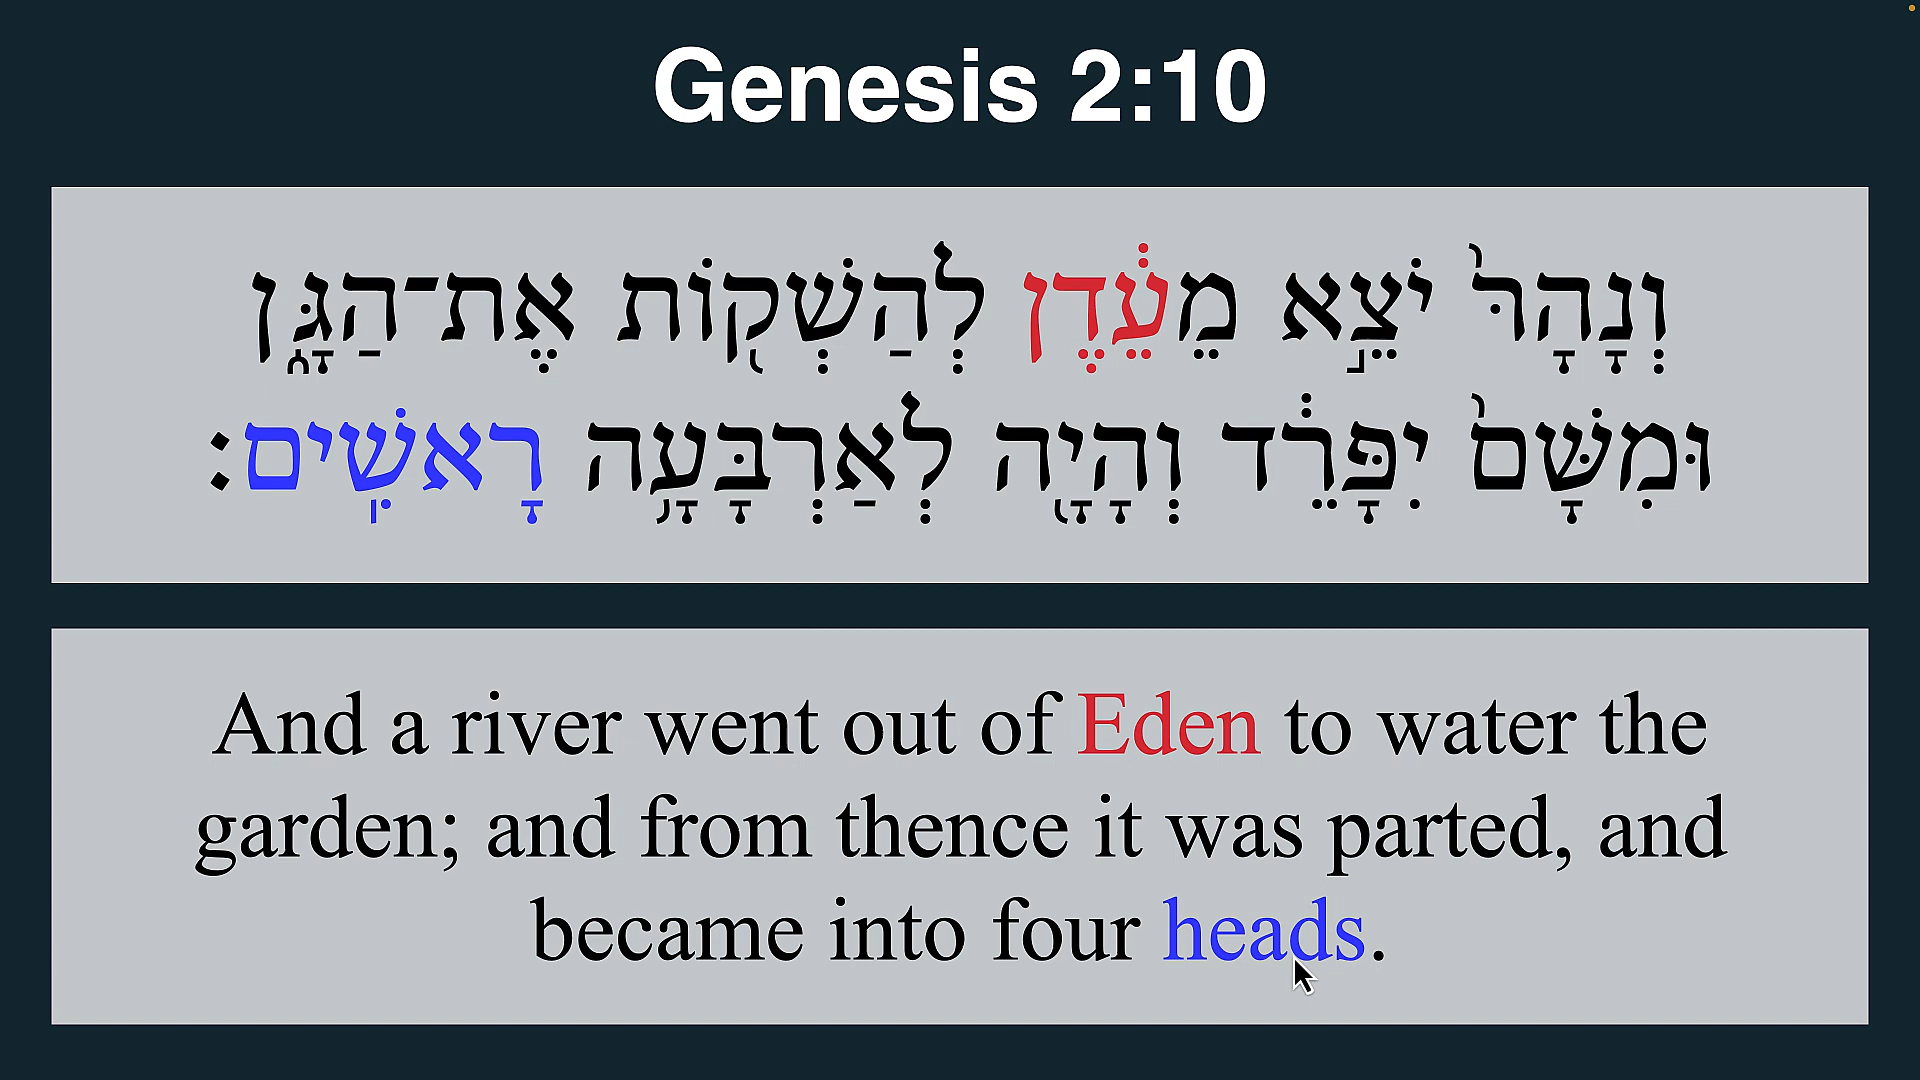 Genesis 2:10
וְנָהָר֙ יֹצֵ֣א מֵעֵ֔דֶן לְהַשְׁק֖וֹת אֶת־הַגָּ֑ן
וּמִשָּׁם֙ יִפָּרֵ֔ד וְהָיָ֖ה לְאַרְבָּעָ֥ה רָאשִֽׁים׃
And a river went out of Eden to water the
garden; and from thence it was parted, and
became into four heads.